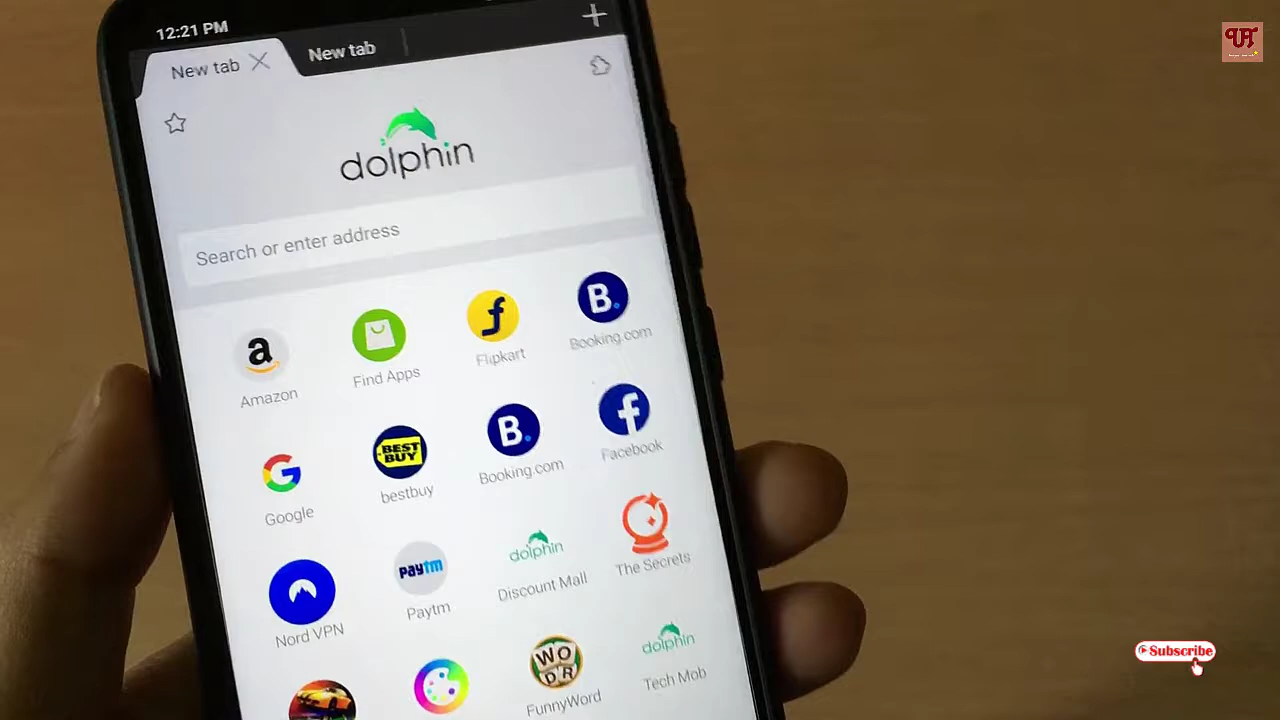 12:21 PM
New tab
New tab
dolphin
Search or enter address
a
f
B.
Amazon
Find Apps
Flipkart
Booking.com
G
BEST
BUY
B.
f
Google
bestbuy
Booking.com
Facebook
paytm
dolphin
Nord VPN
Paytm
Discount Mall
The Secrets
WO
RD
dolphin
FunnyWord
Tech Mob
Subscribe